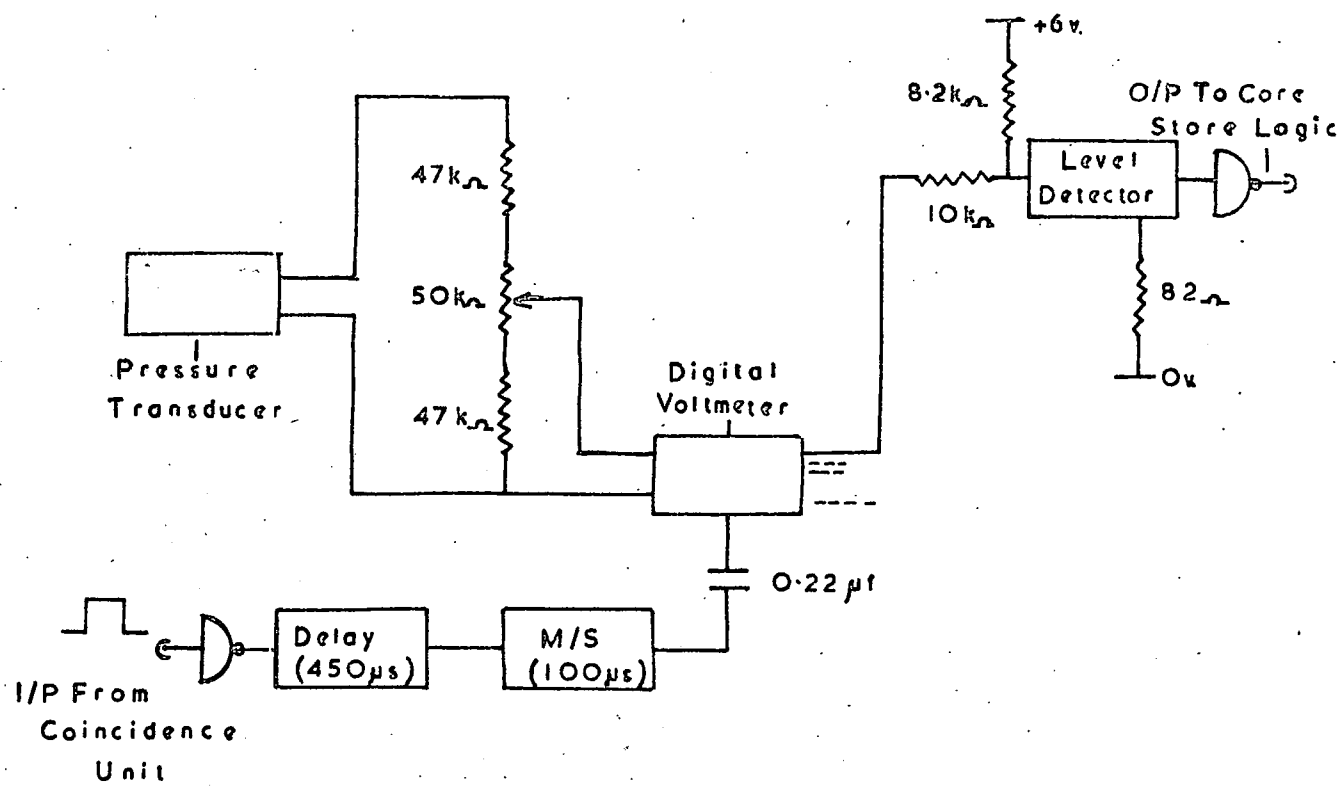 +6v.
8.2kΩ
O/P To Core
Store Logic
47kΩ
Level
Detector
10kΩ
50kΩ
82Ω
Pressure
Transducer
Digital
Voltmeter
0v
47kΩ
0.22 µf
Delay
(450µs)
M/S
(100µs)
I/P From
Coincidence
Unit